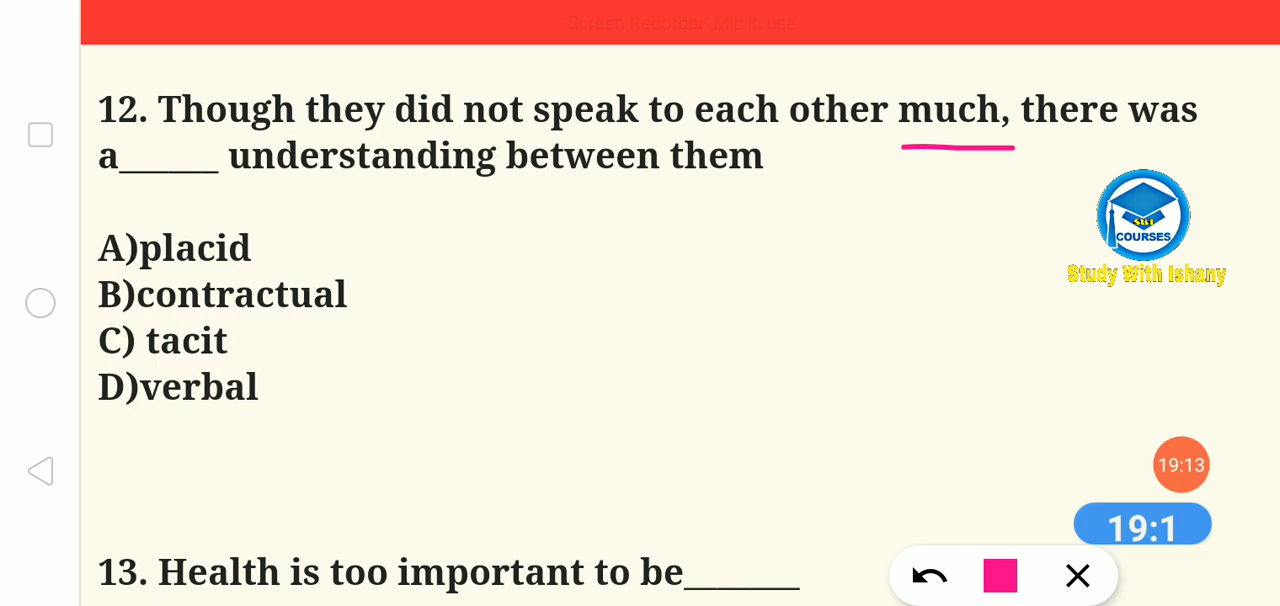 "Screen Recorder",Mic In use
12. Though they did not speak to each other much, there was
a______ understanding between them
COURSES
Study With Ishany
A)placid
B)contractual
C) tacit
D)verbal
19:13
19:1
13. Health is too important to be_______